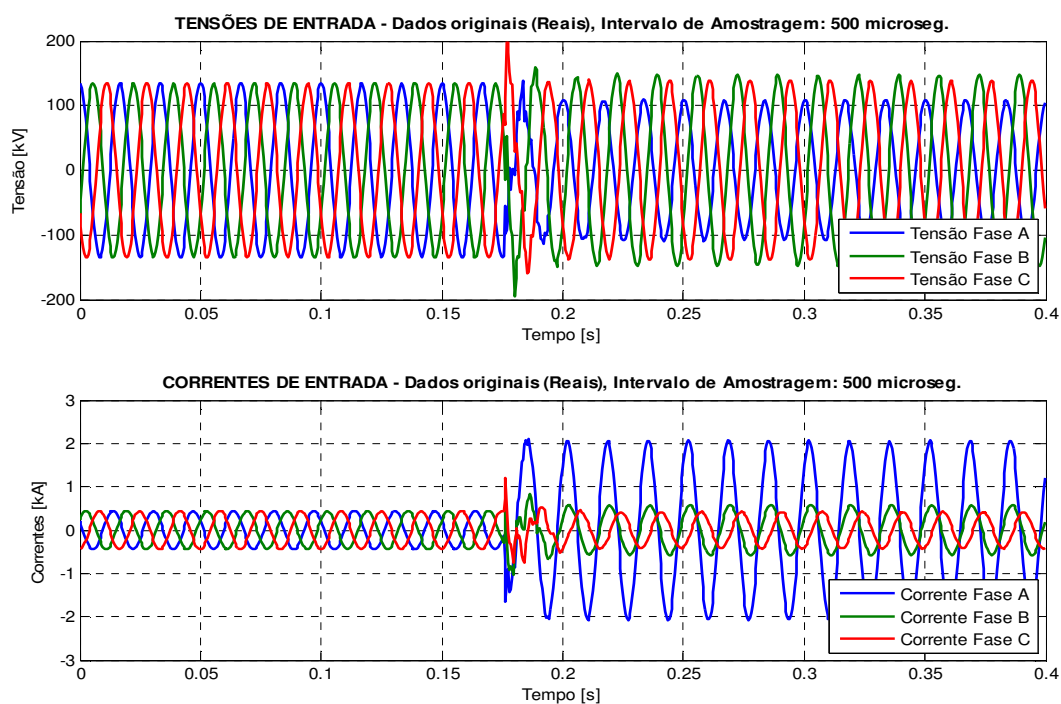 TENSÕES DE ENTRADA - Dados originais (Reais), Intervalo de Amostragem: 500 microseg.
200
100
0
-100
-200
Tensão [kV]
Tensão Fase A
Tensão Fase B
Tensão Fase C
0 0.05 0.1 0.15 0.2 0.25 0.3 0.35 0.4
Tempo [s]
CORRENTES DE ENTRADA - Dados originais (Reais), Intervalo de Amostragem: 500 microseg.
3
2
1
0
-1
-2
-3
Correntes [kA]
Corrente Fase A
Corrente Fase B
Corrente Fase C
0 0.05 0.1 0.15 0.2 0.25 0.3 0.35 0.4
Tempo [s]